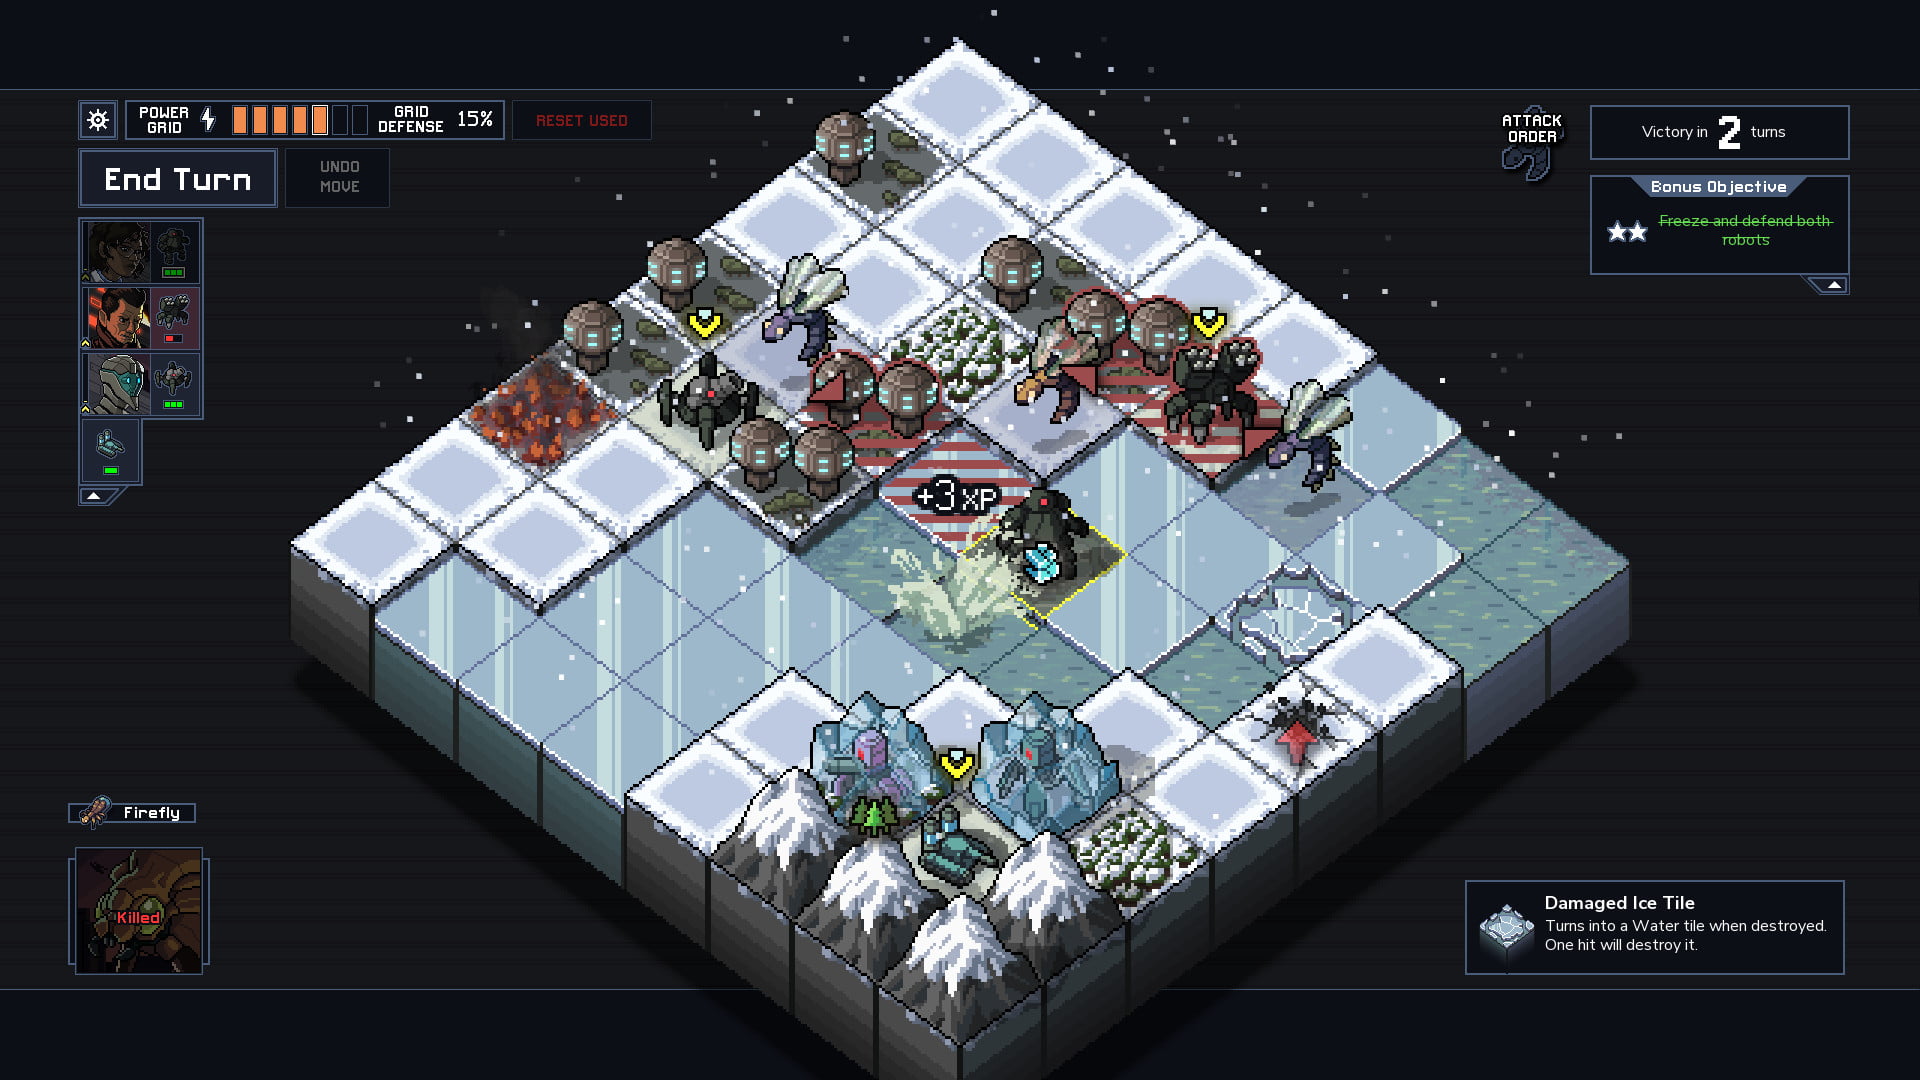 POWER
GRID
GRID
DEFENSE
15%
RESET USED
End Turn
UNDO
MOVE
ATTACK
ORDER
Victory in 2 turns
Bonus Objective
Freeze and defend both
robots
+3 XP
Firefly
Killed
Damaged Ice Tile
Turns into a Water tile when destroyed.
One hit will destroy it.